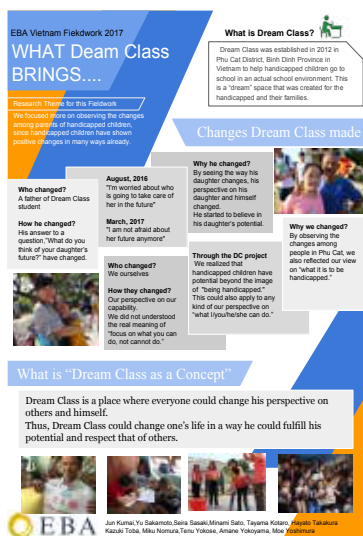 EBA Vietnam Fiekdwork 2017
WHAT Deam Class
BRINGS....
Research Theme for this Fieldwork
We focused more on observing the changes
among parents of handicapped children,
since handicapped children have shown
positive changes in many ways already.
What is Dream Class?
Dream Class was established in 2012 in
Phu Cat District, Binh Dinh Province in
Vietnam to help handicapped children go to
school in an actual school environment. This
is a "dream" space that was created for the
handicapped and their families.
Changes Dream Class made
Who changed?
A father of Dream Class
student
How he changed?
His answer to a
question,"What do you
think of your daughter's
future?" have changed.
August, 2016
"I'm worried about who
is going to take care of
her in the future"
March, 2017
"I am not afraid about
her future anymore"
Why he changed?
By seeing the way his
daughter changes, his
perspective on his
daughter and himself
changed.
He started to believe in
his daughter's potential.
Who changed?
We ourselves
How they changed?
Our perspective on our
capability.
We did not understood
the real meaning of
"focus on what you can
do, not cannot do."
Through the DC project
We realized that
handicapped children have
potential beyond the image
of "being handicapped."
This could also apply to any
kind of our perspective on
"what I/you/he/she can do."
Why we changed?
By observing the
changes among
people in Phu Cat, we
also reflected our view
on "what it is to be
handicapped."
What is "Dream Class as a Concept"
Dream Class is a place where everyone could change his perspective on
others and himself.
Thus, Dream Class could change one's life in a way he could fulfill his
potential and respect that of others.
EBA
Jun Kumai,Yu Sakamoto,Seira Sasaki,Minami Sato, Tayama Kotaro, Hayato Takakura
Kazuki Toba, Miku Nomura,Tenu Yokose, Amane Yokoyama, Moe Yoshimura